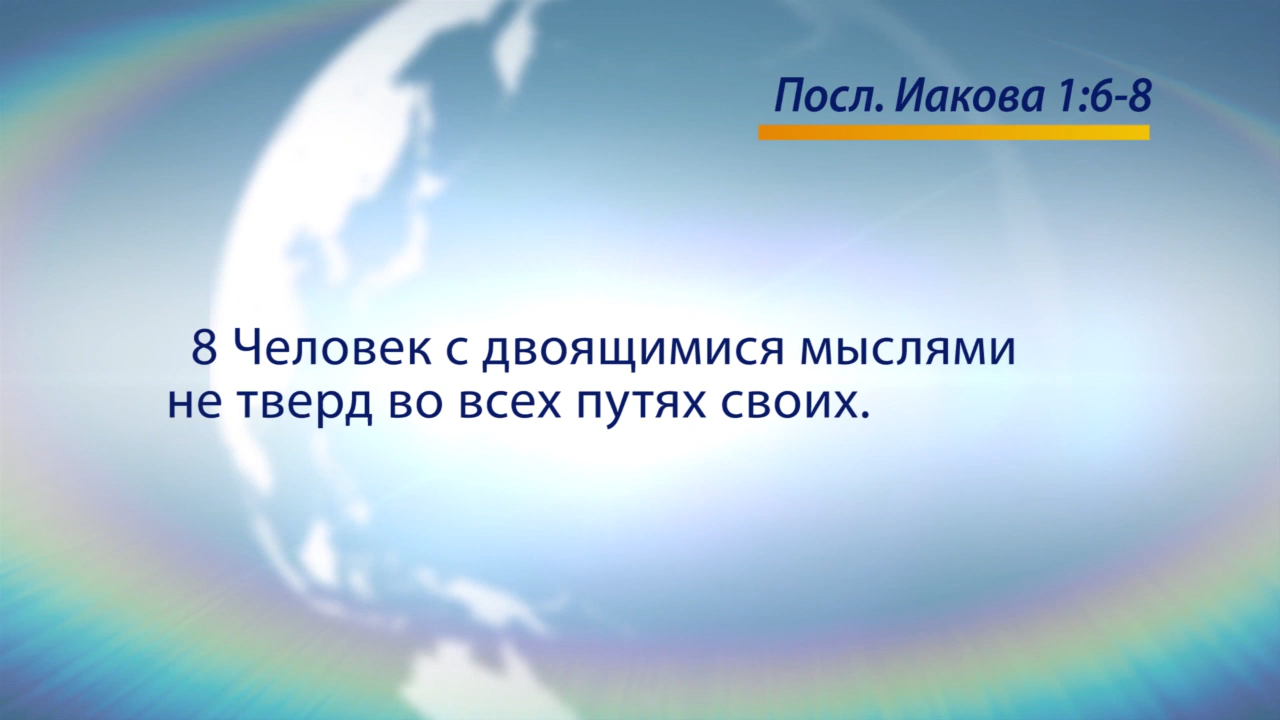 Посл. Иакова 1:6-8
8 Человек с двоящимися мыслями
не тверд во всех путях своих.